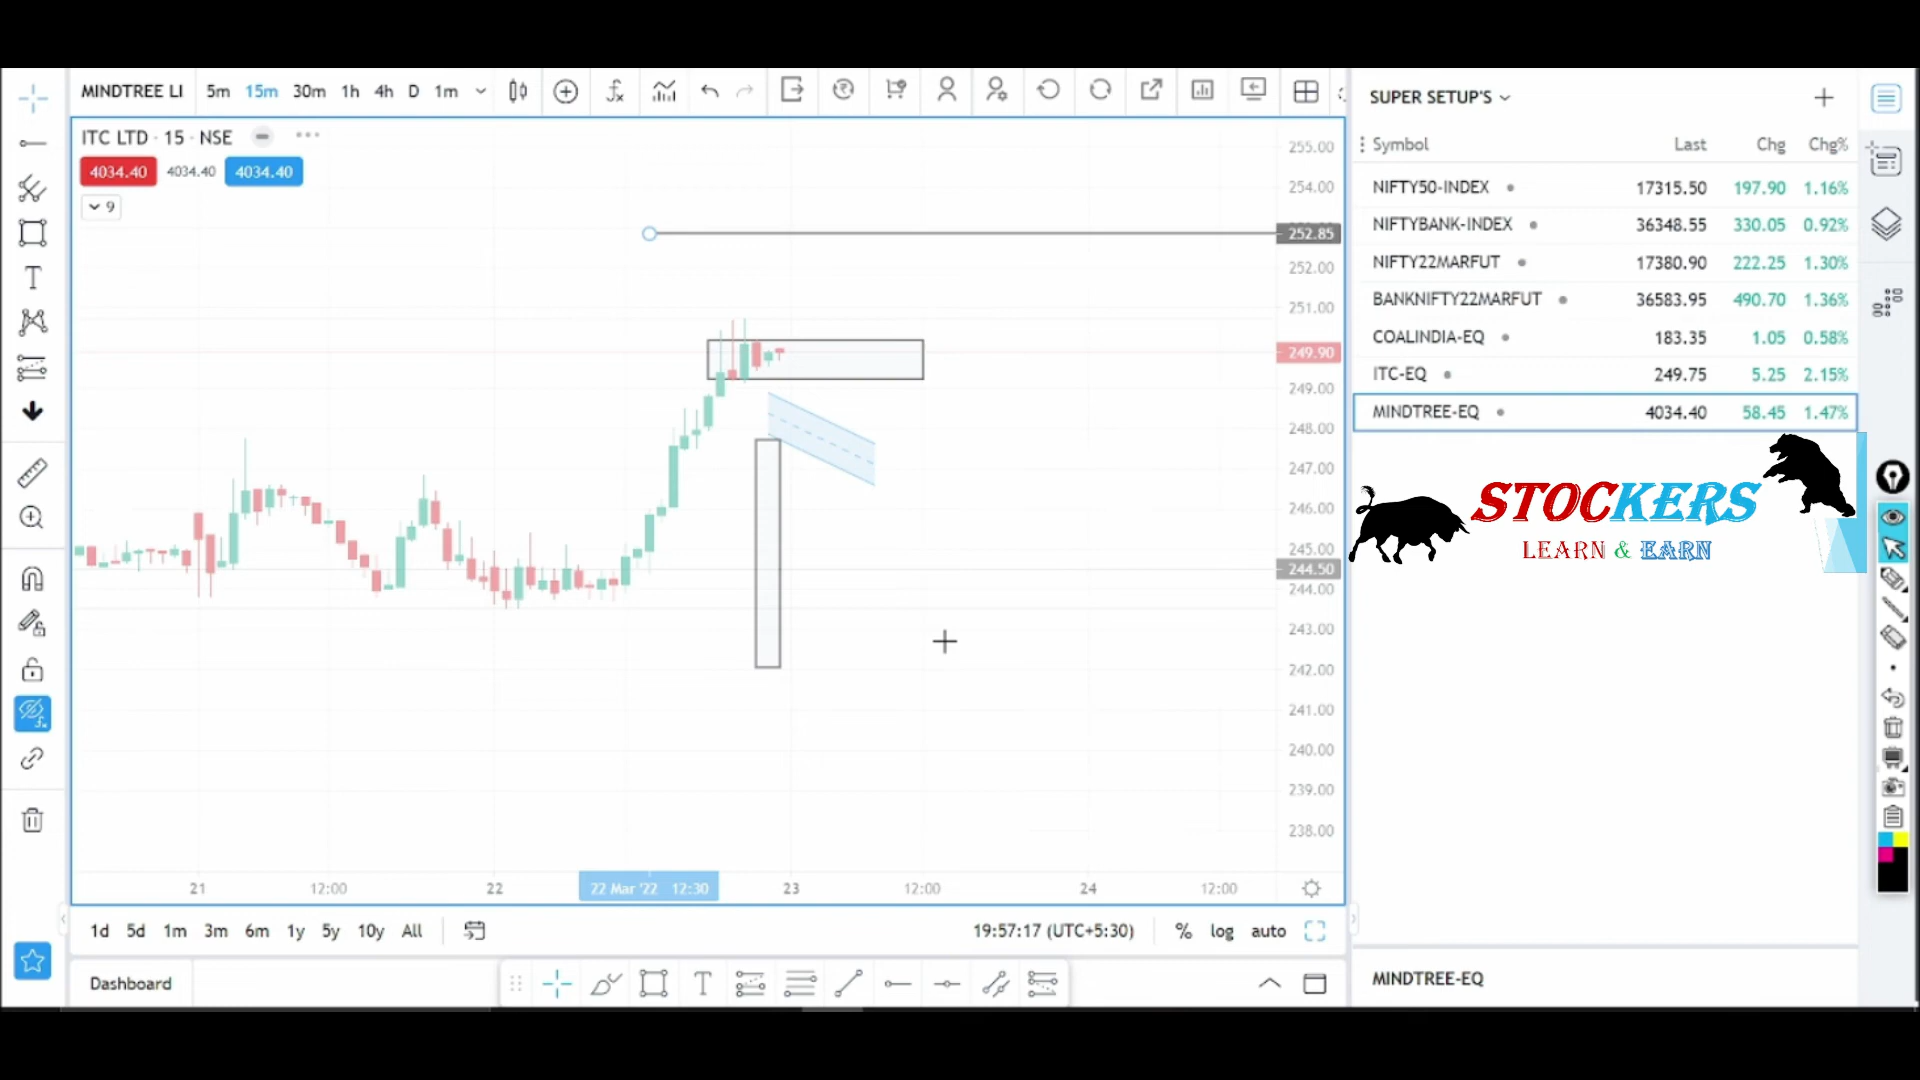 MINDTREE LI 5m 15m 30m 1h 4h D 1m
ITC LTD · 15 · NSE
4034.40 4034.40 4034.40
9
255.00
254.00
252.85
252.00
251.00
249.90
249.00
248.00
247.00
246.00
245.00
244.50
244.00
243.00
242.00
241.00
240.00
239.00
238.00
21 12:00 22 22 Mar '22 12:30 23 12:00 24 12:00
1d 5d 1m 3m 6m 1y 5y 10y All 19:57:17 (UTC+5:30) % log auto
Dashboard
SUPER SETUP'S
Symbol Last Chg Chg%
NIFTY50-INDEX 17315.50 197.90 1.16%
NIFTYBANK-INDEX 36348.55 330.05 0.92%
NIFTY22MARFUT 17380.90 222.25 1.30%
BANKNIFTY22MARFUT 36583.95 490.70 1.36%
COALINDIA-EQ 183.35 1.05 0.58%
ITC-EQ 249.75 5.25 2.15%
MINDTREE-EQ 4034.40 58.45 1.47%
STOCKERS
LEARN & EARN
MINDTREE-EQ